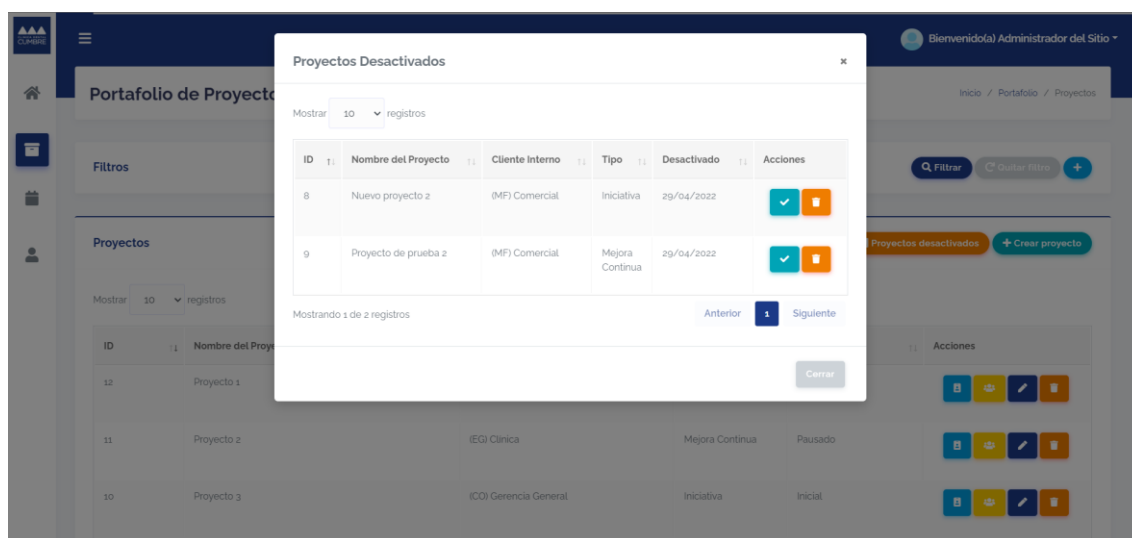 CUMBRE
Bienvenido(a) Administrador del Sitio
Portafolio de Proyecto
Inicio / Portafolio / Proyectos
Filtros
Filtrar
Quitar filtro
+
Proyectos
Proyectos desactivados
+ Crear proyecto
Mostrar 10 registros
ID Nombre del Proye Acciones
12 Proyecto 1
11 Proyecto 2 (EG) Clínica Mejora Continua Pausado
10 Proyecto 3 (CO) Gerencia General Iniciativa Inicial
Proyectos Desactivados
×
Mostrar 10 registros
ID Nombre del Proyecto Cliente Interno Tipo Desactivado Acciones
8 Nuevo proyecto 2 (MF) Comercial Iniciativa 29/04/2022
9 Proyecto de prueba 2 (MF) Comercial Mejora Continua 29/04/2022
Mostrando 1 de 2 registros
Anterior 1 Siguiente
Cerrar